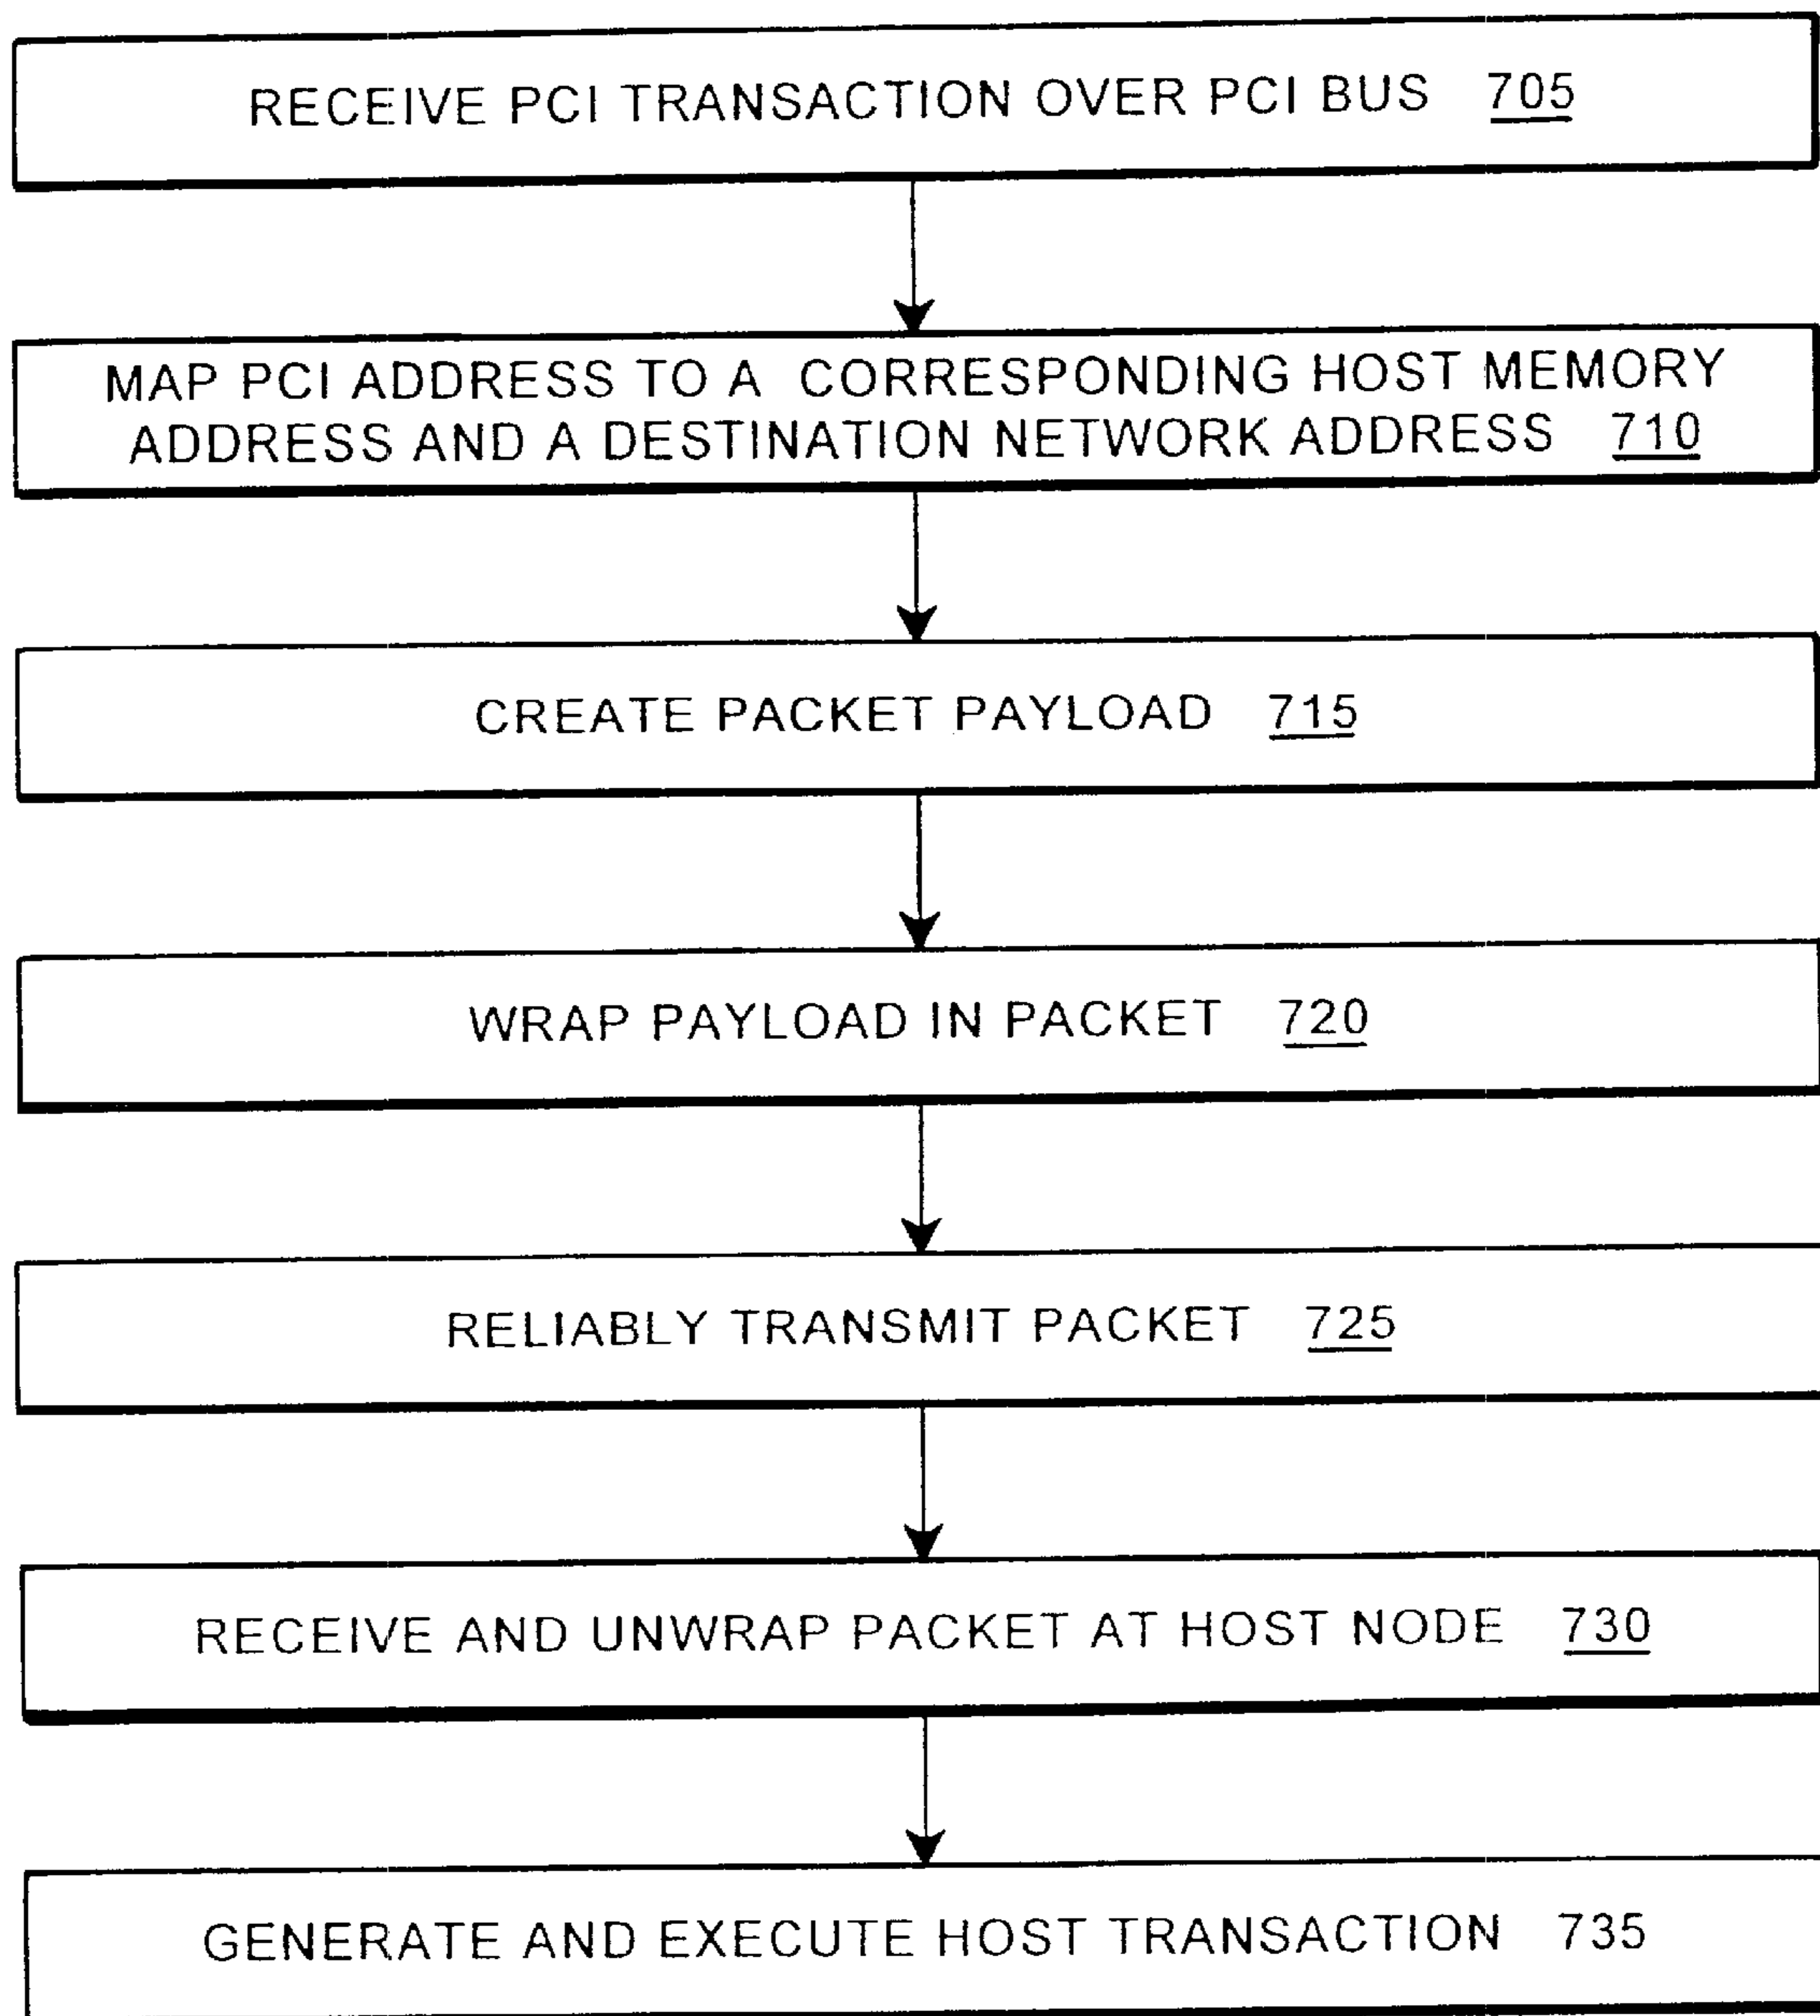 RECEIVE PCI TRANSACTION OVER PCI BUS 705
MAP PCI ADDRESS TO A CORRESPONDING HOST MEMORY
ADDRESS AND A DESTINATION NETWORK ADDRESS 710
CREATE PACKET PAYLOAD 715
WRAP PAYLOAD IN PACKET 720
RELIABLY TRANSMIT PACKET 725
RECEIVE AND UNWRAP PACKET AT HOST NODE 730
GENERATE AND EXECUTE HOST TRANSACTION 735